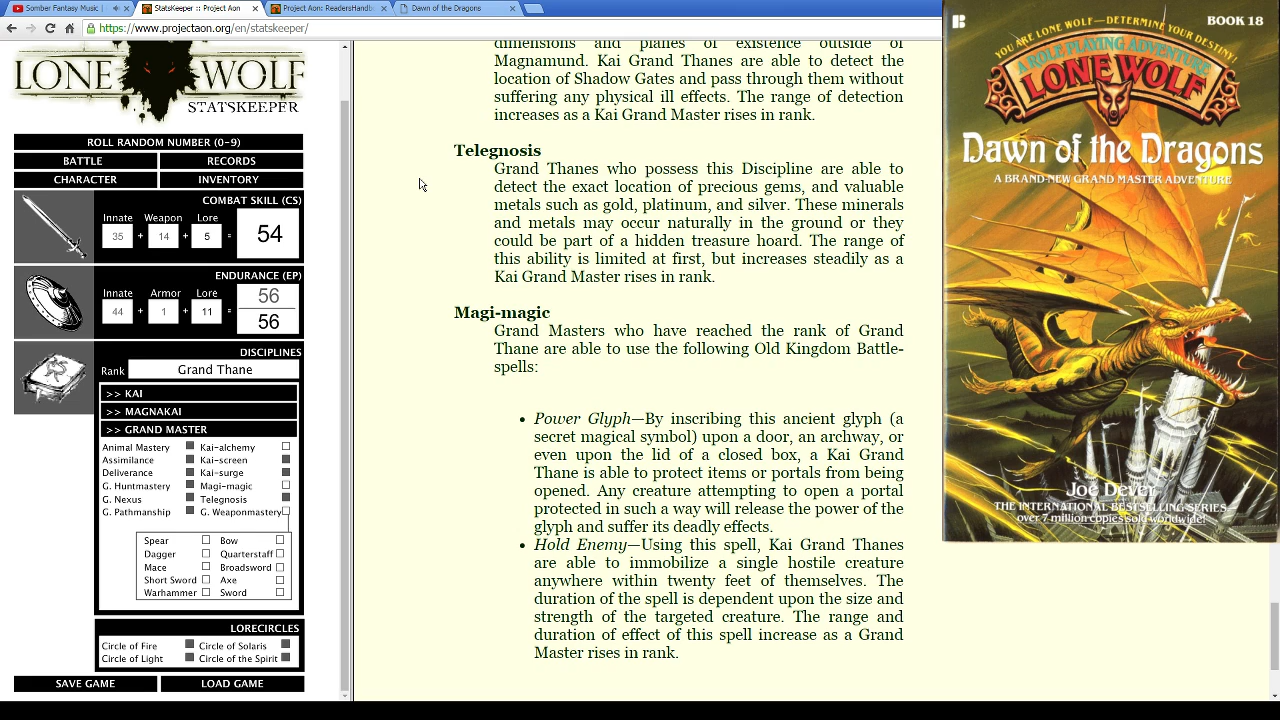 Somber Fantasy Music |
StatsKeeper :: Project Aon
Project Aon: ReadersHandb
Dawn of the Dragons
https://www.projectaon.org/en/statskeeper/
LONE WOLF
STATSKEEPER
ROLL RANDOM NUMBER (0-9)
BATTLE RECORDS
CHARACTER INVENTORY
COMBAT SKILL (CS)
Innate Weapon Lore
35 + 14 + 5 = 54
ENDURANCE (EP)
Innate Armor Lore 56
44 + 1 + 11 = 56
DISCIPLINES
Rank Grand Thane
>> KAI
>> MAGNAKAI
>> GRAND MASTER
Animal Mastery Kai-alchemy
Assimilance Kai-screen
Deliverance Kai-surge
G. Huntmastery Magi-magic
G. Nexus Telegnosis
G. Pathmanship G. Weaponmastery
Spear Bow
Dagger Quarterstaff
Mace Broadsword
Short Sword Axe
Warhammer Sword
LORECIRCLES
Circle of Fire Circle of Solaris
Circle of Light Circle of the Spirit
SAVE GAME LOAD GAME
dimensions and planes of existence outside of
Magnamund. Kai Grand Thanes are able to detect the
location of Shadow Gates and pass through them without
suffering any physical ill effects. The range of detection
increases as a Kai Grand Master rises in rank.
Telegnosis
Grand Thanes who possess this Discipline are able to
detect the exact location of precious gems, and valuable
metals such as gold, platinum, and silver. These minerals
and metals may occur naturally in the ground or they
could be part of a hidden treasure hoard. The range of
this ability is limited at first, but increases steadily as a
Kai Grand Master rises in rank.
Magi-magic
Grand Masters who have reached the rank of Grand
Thane are able to use the following Old Kingdom Battle-
spells:
• Power Glyph—By inscribing this ancient glyph (a
secret magical symbol) upon a door, an archway, or
even upon the lid of a closed box, a Kai Grand
Thane is able to protect items or portals from being
opened. Any creature attempting to open a portal
protected in such a way will release the power of the
glyph and suffer its deadly effects.
• Hold Enemy—Using this spell, Kai Grand Thanes
are able to immobilize a single hostile creature
anywhere within twenty feet of themselves. The
duration of the spell is dependent upon the size and
strength of the targeted creature. The range and
duration of effect of this spell increase as a Grand
Master rises in rank.
B
BOOK 18
YOU ARE LONE WOLF—DETERMINE YOUR DESTINY!
A ROLE PLAYING ADVENTURE
LONE WOLF
Dawn of the Dragons
A BRAND-NEW GRAND MASTER ADVENTURE
Joe Dever
THE INTERNATIONAL BESTSELLING SERIES—
over 7 million copies sold worldwide!